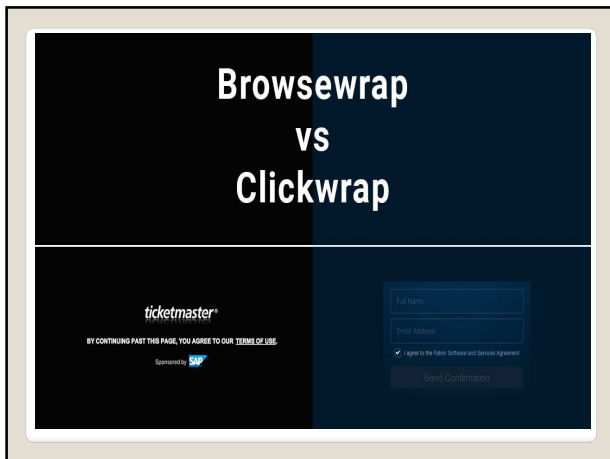 Browsewrap
vs
Clickwrap
ticketmaster®
BY CONTINUING PAST THIS PAGE, YOU AGREE TO OUR TERMS OF USE.
Sponsored by SAP
Full Name
Email Address
I agree to the Fabric Software and Services Agreement
Send Confirmation